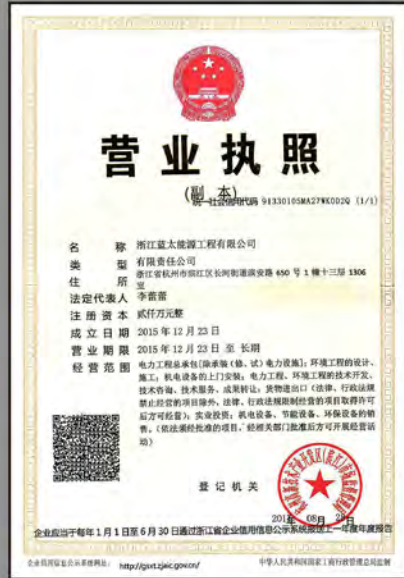 营业执照
(副 本)
统一社会信用代码 91330105MA27WK0D2Q (1/1)
名 称 浙江蓝太能源工程有限公司
类 型 有限责任公司
住 所 浙江省杭州市滨江区长河街道滨安路 650 号 1 幢十三层 1306
室
法定代表人 李蕾蕾
注册资本 贰仟万元整
成立日期 2015 年 12 月 23 日
营业期限 2015 年 12 月 23 日 至 长期
经营范围 电力工程总承包[除承装(修、试)电力设施];环境工程的设计、
施工;机电设备的上门安装;电力工程、环境工程的技术开发、
技术咨询、技术服务、成果转让;货物进出口(法律、行政法规
禁止经营的项目除外,法律、行政法规限制经营的项目取得许可
后方可经营);实业投资;机电设备、节能设备、环保设备的销
售。(依法须经批准的项目,经相关部门批准后方可开展经营活
动)
登记机关
企业应当于每年 1 月 1 日至 6 月 30 日通过浙江省企业信用信息公示系统报送上一年度年度报告
企业信用信息公示系统网址: http://gsxt.zjaic.gov.cn/
中华人民共和国国家工商行政管理总局监制